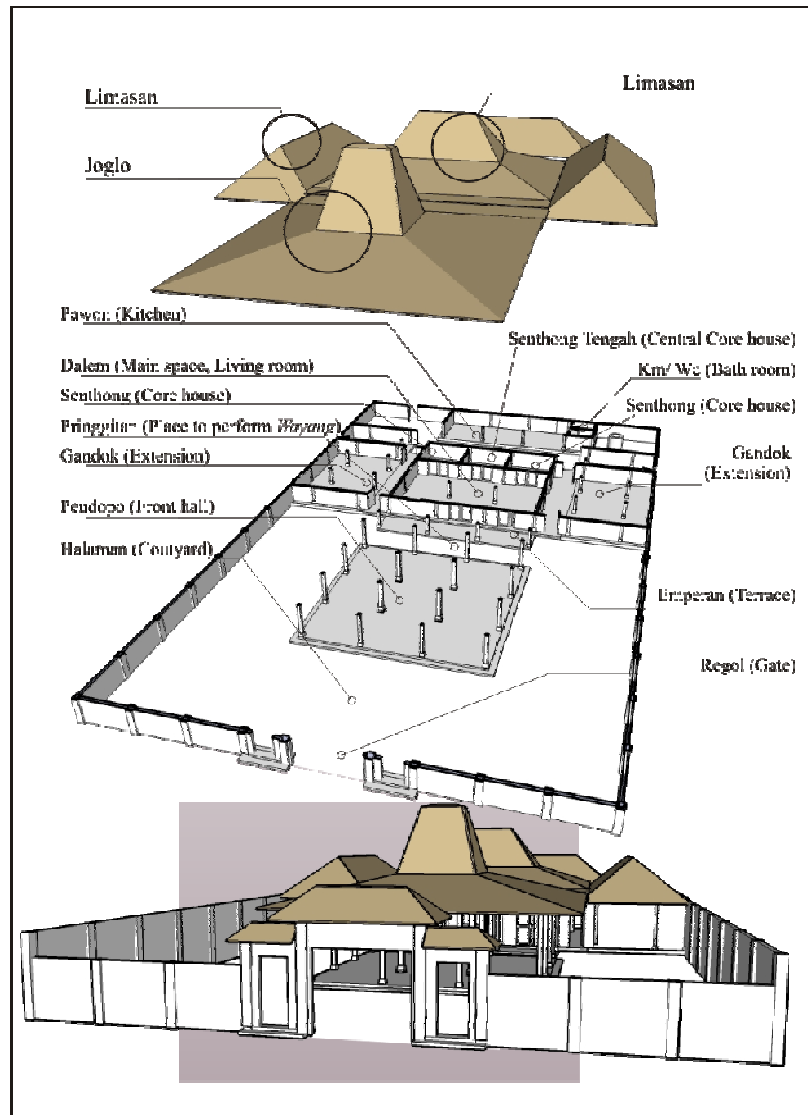 Limasan
Limasan
Joglo
Pawon (Kitchen)
Senthong Tengah (Central Core house)
Dalem (Main space, Living room)
Km/ Wc (Bath room)
Senthong (Core house)
Senthong (Core house)
Pringgitan (Place to perform Wayang)
Gandok (Extension)
Gandok
(Extension)
Pendopo (Front hall)
Halaman (Courtyard)
Emperan (Terrace)
Regol (Gate)